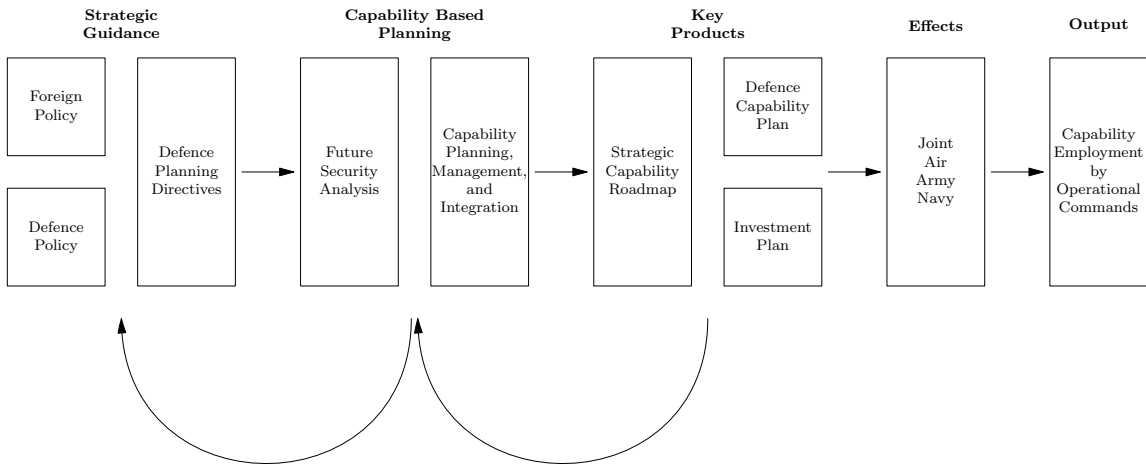 Strategic
Guidance
Capability Based
Planning
Key
Products
Effects
Output
Foreign
Policy
Defence
Policy
Defence
Planning
Directives
Future
Security
Analysis
Capability
Planning,
Management,
and
Integration
Strategic
Capability
Roadmap
Defence
Capability
Plan
Investment
Plan
Joint
Air
Army
Navy
Capability
Employment
by
Operational
Commands